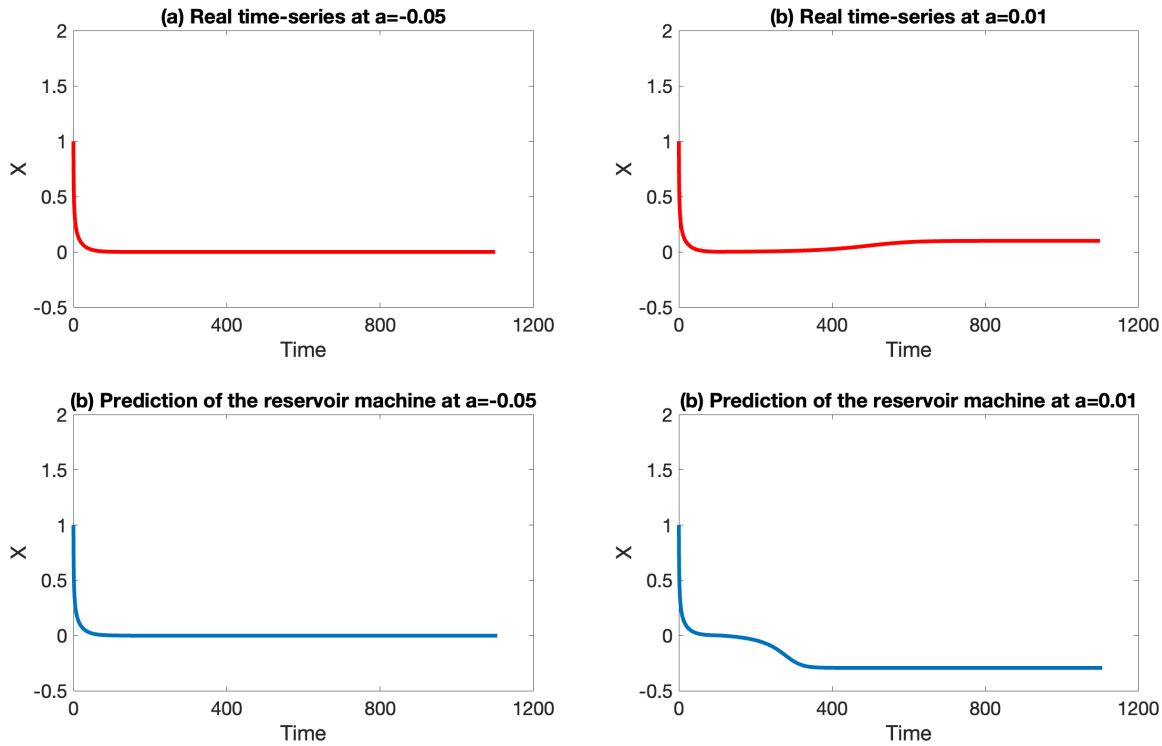 (a) Real time-series at a=-0.05
2
1.5
1
0.5
0
-0.5
X
0 400 800 1200
Time
(b) Real time-series at a=0.01
2
1.5
1
0.5
0
-0.5
X
0 400 800 1200
Time
(b) Prediction of the reservoir machine at a=-0.05
2
1.5
1
0.5
0
-0.5
X
0 400 800 1200
Time
(b) Prediction of the reservoir machine at a=0.01
2
1.5
1
0.5
0
-0.5
X
0 400 800 1200
Time